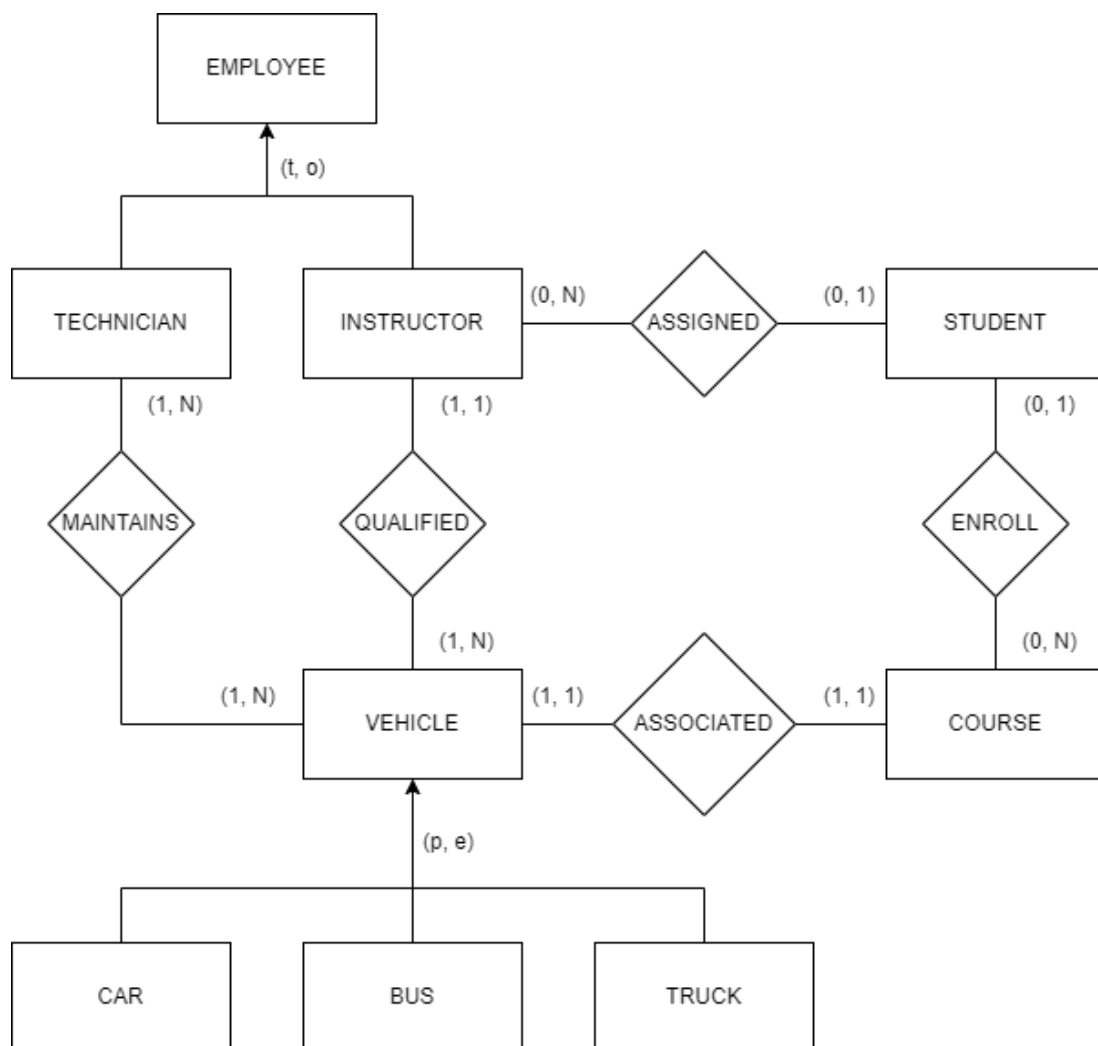 EMPLOYEE
(t, o)
TECHNICIAN
INSTRUCTOR
(0, N)
ASSIGNED
(0, 1)
STUDENT
(1, N)
(1, 1)
(0, 1)
MAINTAINS
QUALIFIED
ENROLL
(1, N)
(0, N)
(1, N)
VEHICLE
(1, 1)
ASSOCIATED
(1, 1)
COURSE
(p, e)
CAR
BUS
TRUCK